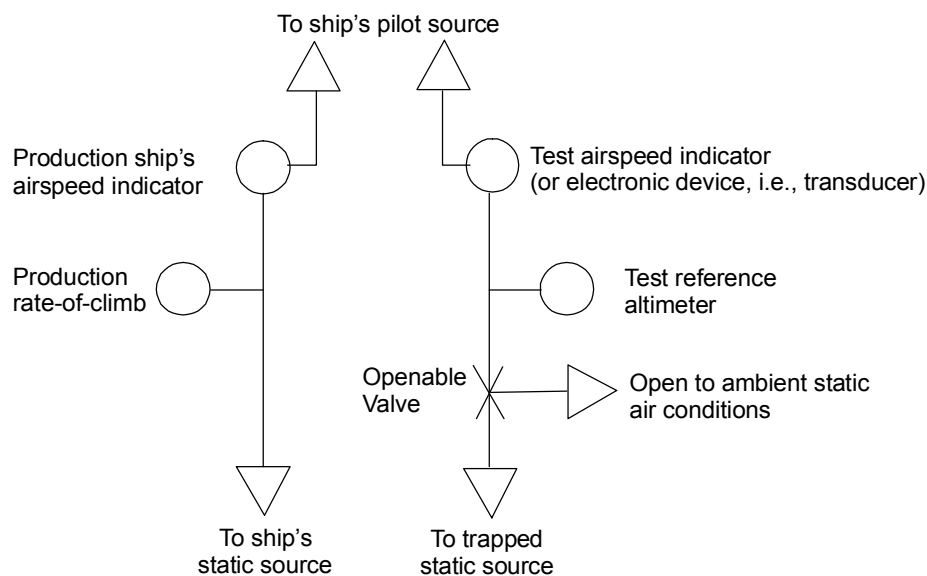 To ship's pilot source
Production ship's
airspeed indicator
Test airspeed indicator
(or electronic device, i.e., transducer)
Production
rate-of-climb
Test reference
altimeter
Openable
Valve
Open to ambient static
air conditions
To ship's
static source
To trapped
static source